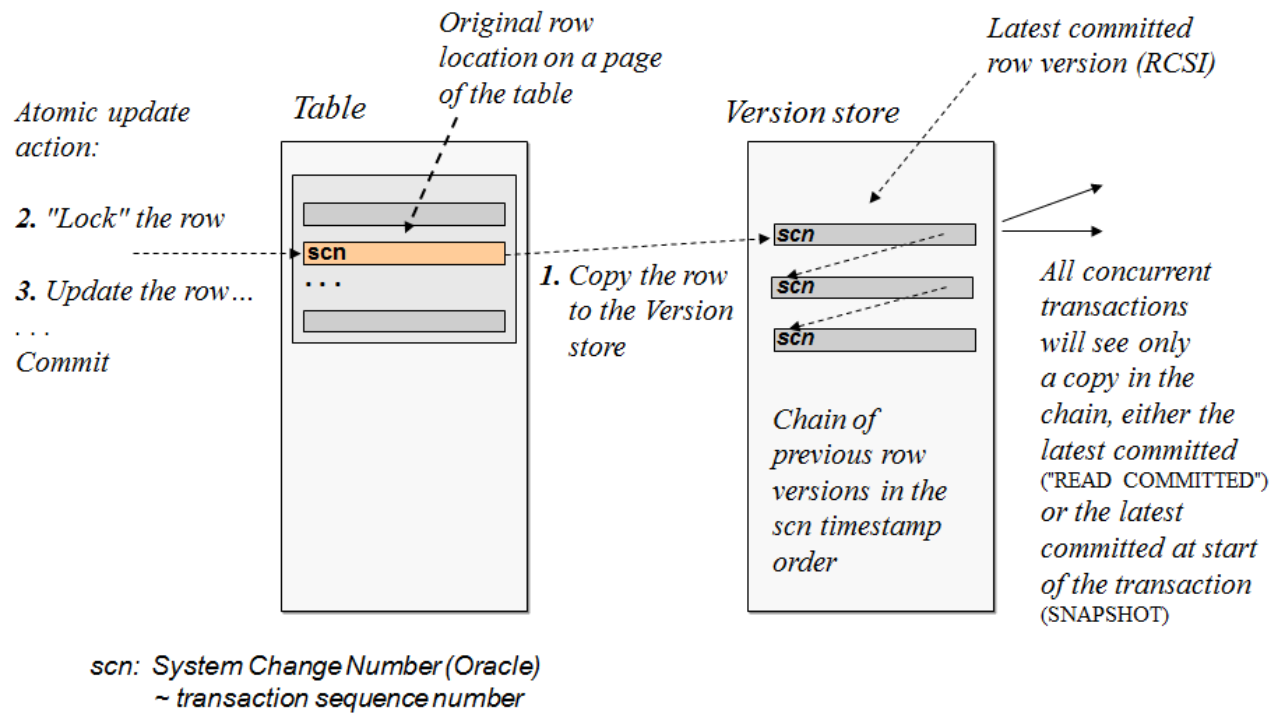 Original row
location on a page
of the table
Latest committed
row version (RCSI)
Atomic update
action:
Table
Version store
2. "Lock" the row
scn
3. Update the row...
. . .
Commit
. . .
1. Copy the row
to the Version
store
scn
scn
scn
Chain of
previous row
versions in the
scn timestamp
order
All concurrent
transactions
will see only
a copy in the
chain, either the
latest committed
("READ COMMITTED")
or the latest
committed at start
of the transaction
(SNAPSHOT)
scn: System Change Number (Oracle)
~ transaction sequence number